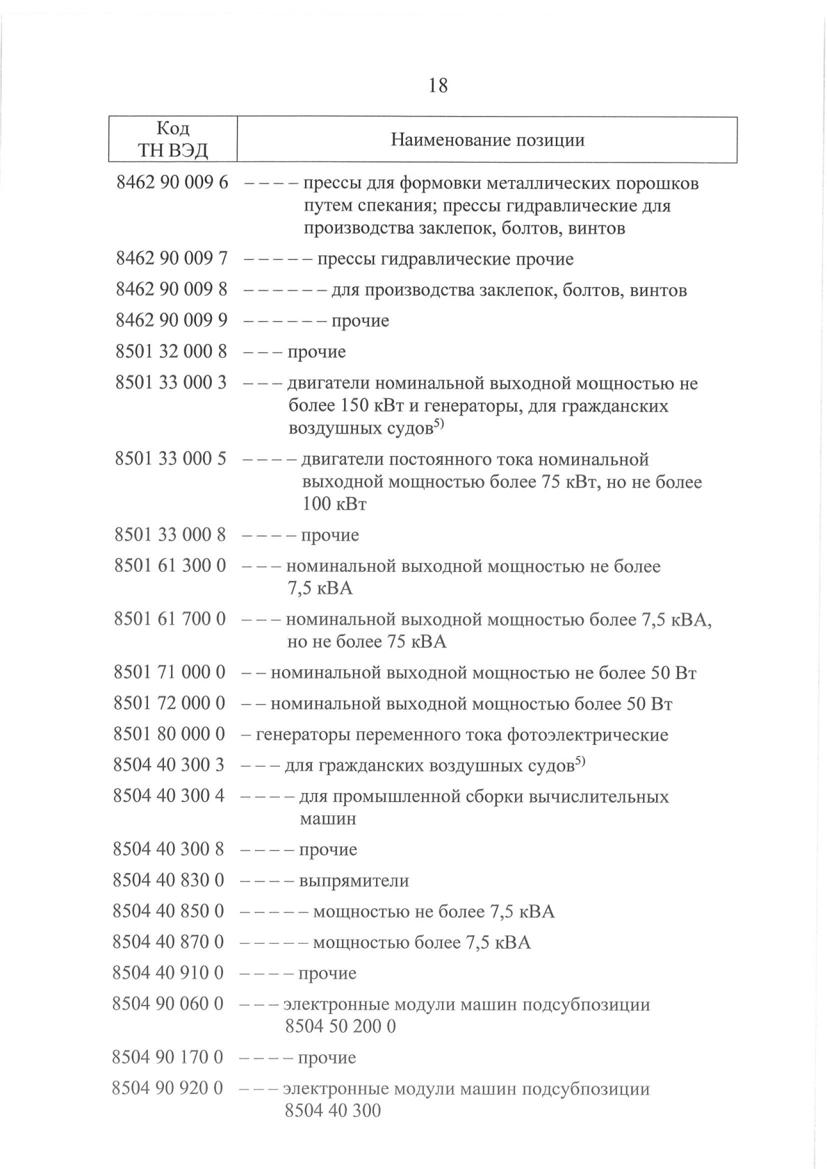 18
Код
ТН ВЭД
Наименование позиции
8462 90 009 6 – – – – прессы для формовки металлических порошков
путем спекания; прессы гидравлические для
производства заклепок, болтов, винтов
8462 90 009 7 – – – – – прессы гидравлические прочие
8462 90 009 8 – – – – – – для производства заклепок, болтов, винтов
8462 90 009 9 – – – – – – прочие
8501 32 000 8 – – – прочие
8501 33 000 3 – – – двигатели номинальной выходной мощностью не
более 150 кВт и генераторы, для гражданских
воздушных судов5)
8501 33 000 5 – – – – двигатели постоянного тока номинальной
выходной мощностью более 75 кВт, но не более
100 кВт
8501 33 000 8 – – – – прочие
8501 61 300 0 – – – номинальной выходной мощностью не более
7,5 кВА
8501 61 700 0 – – – номинальной выходной мощностью более 7,5 кВА,
но не более 75 кВА
8501 71 000 0 – – номинальной выходной мощностью не более 50 Вт
8501 72 000 0 – – номинальной выходной мощностью более 50 Вт
8501 80 000 0 – генераторы переменного тока фотоэлектрические
8504 40 300 3 – – – для гражданских воздушных судов5)
8504 40 300 4 – – – – для промышленной сборки вычислительных
машин
8504 40 300 8 – – – – прочие
8504 40 830 0 – – – – выпрямители
8504 40 850 0 – – – – – мощностью не более 7,5 кВА
8504 40 870 0 – – – – – мощностью более 7,5 кВА
8504 40 910 0 – – – – прочие
8504 90 060 0 – – – электронные модули машин подсубпозиции
8504 50 200 0
8504 90 170 0 – – – – прочие
8504 90 920 0 – – – электронные модули машин подсубпозиции
8504 40 300